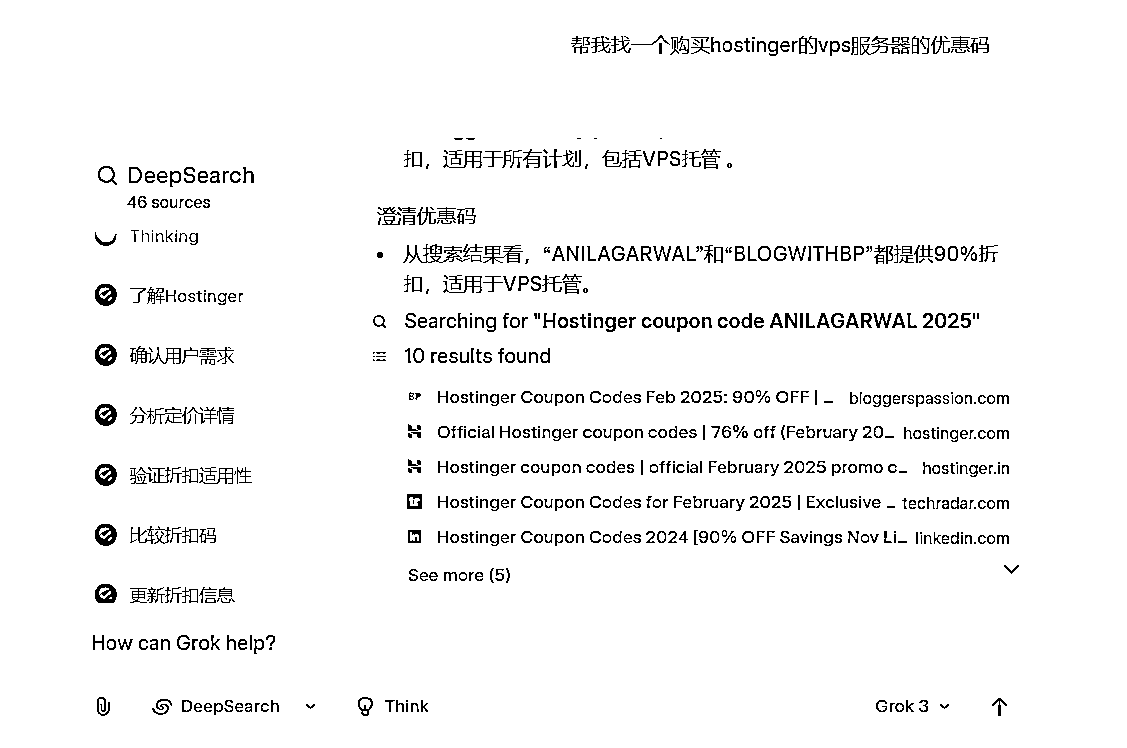 帮我找一个购买hostinger的vps服务器的优惠码
DeepSearch
46 sources
Thinking
了解Hostinger
确认用户需求
分析定价详情
验证折扣适用性
比较折扣码
更新折扣信息
扣，适用于所有计划，包括VPS托管。
澄清优惠码
• 从搜索结果看，“ANILAGARWAL”和“BLOGWITHBP”都提供90%折
扣，适用于VPS托管。
Searching for "Hostinger coupon code ANILAGARWAL 2025"
10 results found
BP Hostinger Coupon Codes Feb 2025: 90% OFF | … bloggerspassion.com
Official Hostinger coupon codes | 76% off (February 20… hostinger.com
Hostinger coupon codes | official February 2025 promo c… hostinger.in
Hostinger Coupon Codes for February 2025 | Exclusive … techradar.com
in Hostinger Coupon Codes 2024 [90% OFF Savings Nov Li… linkedin.com
See more (5)
How can Grok help?
DeepSearch
Think
Grok 3